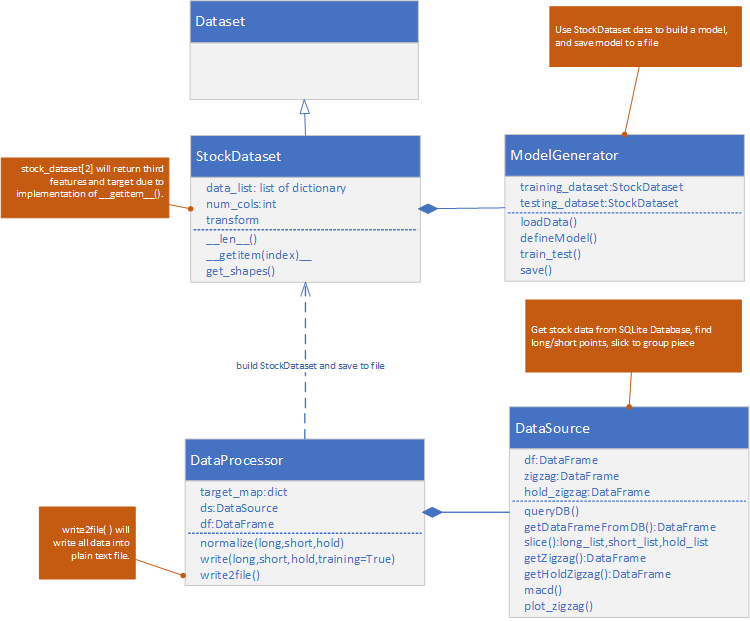 Dataset
Use StockDataset data to build a model,
and save model to a file
StockDataset
data_list: list of dictionary
num_cols:int
transform
__len__()
__getitem(index)__
get_shapes()
stock_dataset[2] will return third
features and target due to
implementation of __getitem__().
ModelGenerator
training_dataset:StockDataset
testing_dataset:StockDataset
loadData()
defineModel()
train_test()
save()
Get stock data from SQLite Database, find
long/short points, slick to group piece
build StockDataset and save to file
DataSource
df:DataFrame
zigzag:DataFrame
hold_zigzag:DataFrame
queryDB()
getDataFrameFromDB():DataFrame
slice():long_list,short_list,hold_list
getZigzag():DataFrame
getHoldZigzag():DataFrame
macd()
plot_zigzag()
DataProcessor
target_map:dict
ds:DataSource
df:DataFrame
normalize(long,short,hold)
write(long,short,hold,training=True)
write2file()
write2file( ) will
write all data into
plain text file.